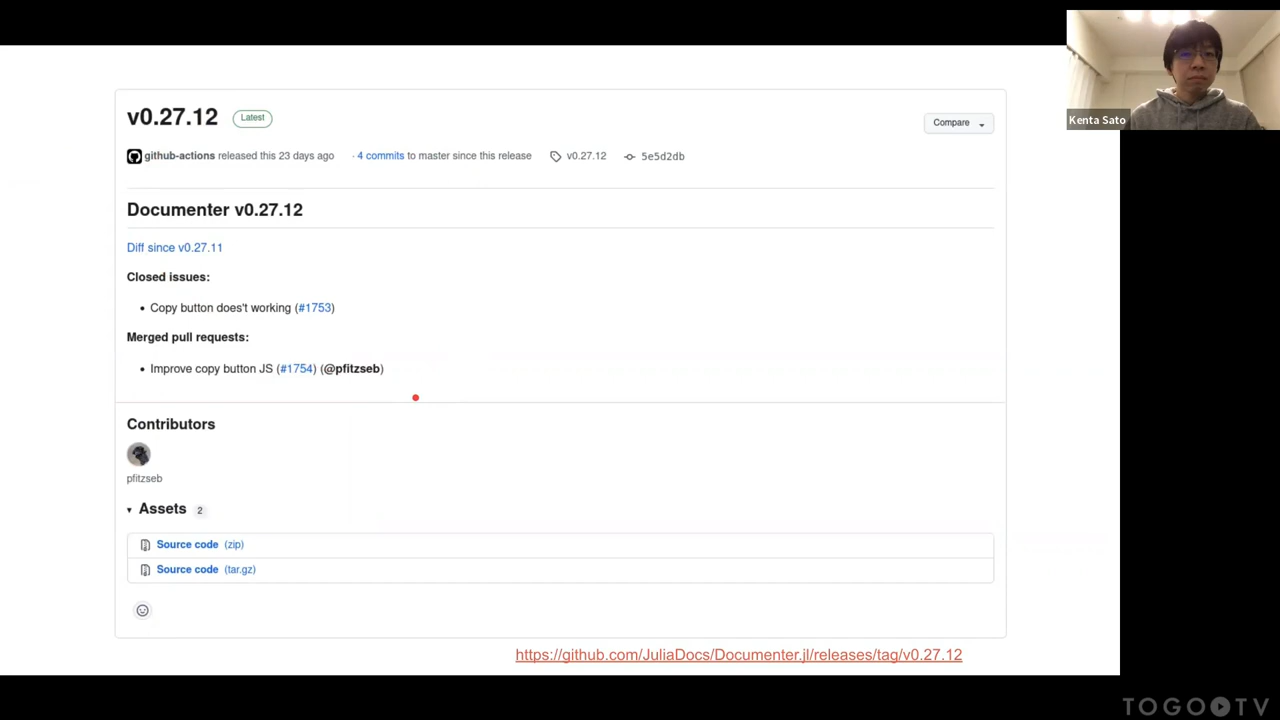 v0.27.12 Latest
Compare
Kenta Sato
github-actions released this 23 days ago · 4 commits to master since this release v0.27.12 5e5d2db
Documenter v0.27.12
Diff since v0.27.11
Closed issues:
• Copy button does't working (#1753)
Merged pull requests:
• Improve copy button JS (#1754) (@pfitzseb)
Contributors
pfitzseb
Assets 2
Source code (zip)
Source code (tar.gz)
https://github.com/JuliaDocs/Documenter.jl/releases/tag/v0.27.12
TOGO TV